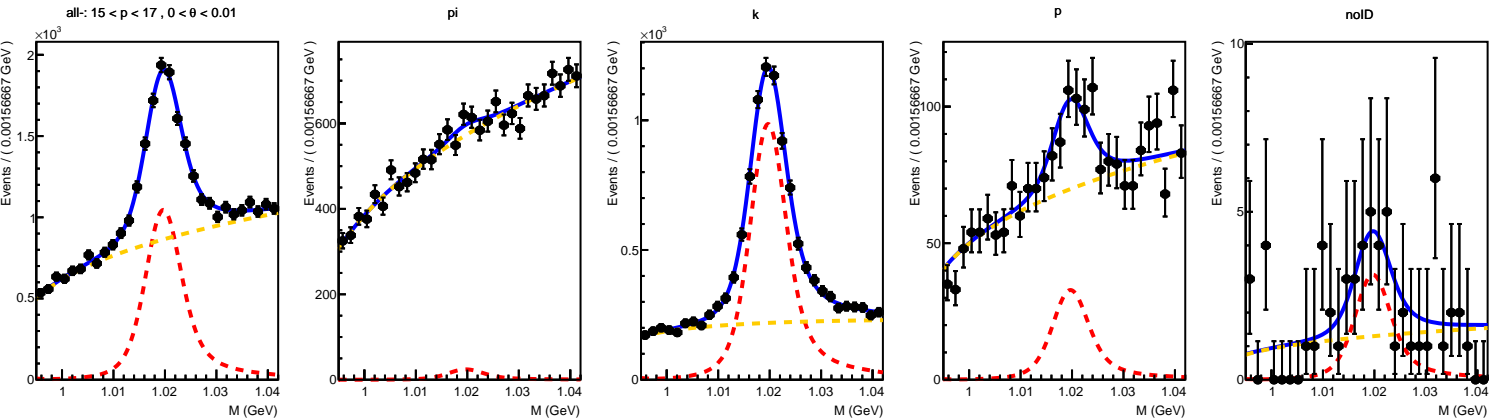 all-: 15 < p < 17 , 0 < θ < 0.01
×10³
Events / ( 0.00156667 GeV )
2
1.5
1
0.5
0
1 1.01 1.02 1.03 1.04
M (GeV)
pi
Events / ( 0.00156667 GeV )
600
400
200
0
1 1.01 1.02 1.03 1.04
M (GeV)
k
×10³
Events / ( 0.00156667 GeV )
1
0.5
0
1 1.01 1.02 1.03 1.04
M (GeV)
p
Events / ( 0.00156667 GeV )
100
50
0
1 1.01 1.02 1.03 1.04
M (GeV)
noID
Events / ( 0.00156667 GeV )
10
5
0
1 1.01 1.02 1.03 1.04
M (GeV)